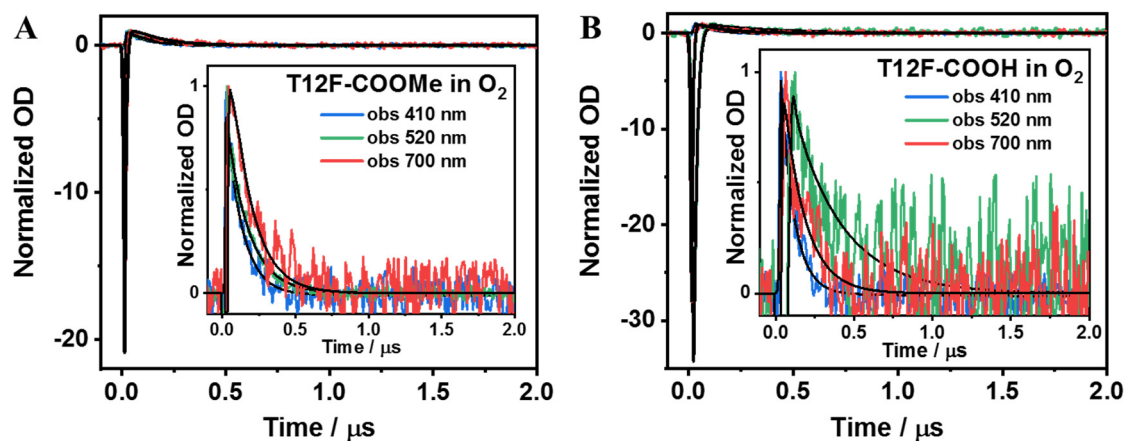 A
Normalized OD
0
-10
-20
0.0
0.5
1.0
1.5
2.0
Time / μs
T12F-COOMe in O₂
obs 410 nm
obs 520 nm
obs 700 nm
Normalized OD
1
0
0.0
0.5
1.0
1.5
2.0
Time / μs
B
Normalized OD
0
-10
-20
-30
0.0
0.5
1.0
1.5
2.0
Time / μs
T12F-COOH in O₂
obs 410 nm
obs 520 nm
obs 700 nm
Normalized OD
1
0
0.0
0.5
1.0
1.5
2.0
Time / μs